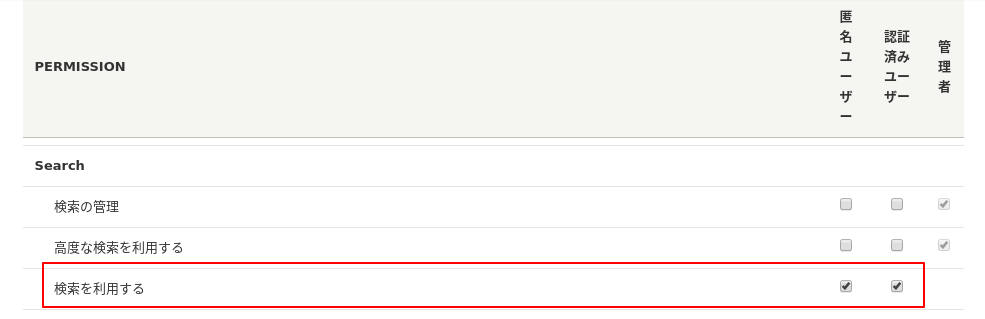 PERMISSION
匿名ユーザー
認証済みユーザー
管理者
Search
検索の管理
高度な検索を利用する
検索を利用する